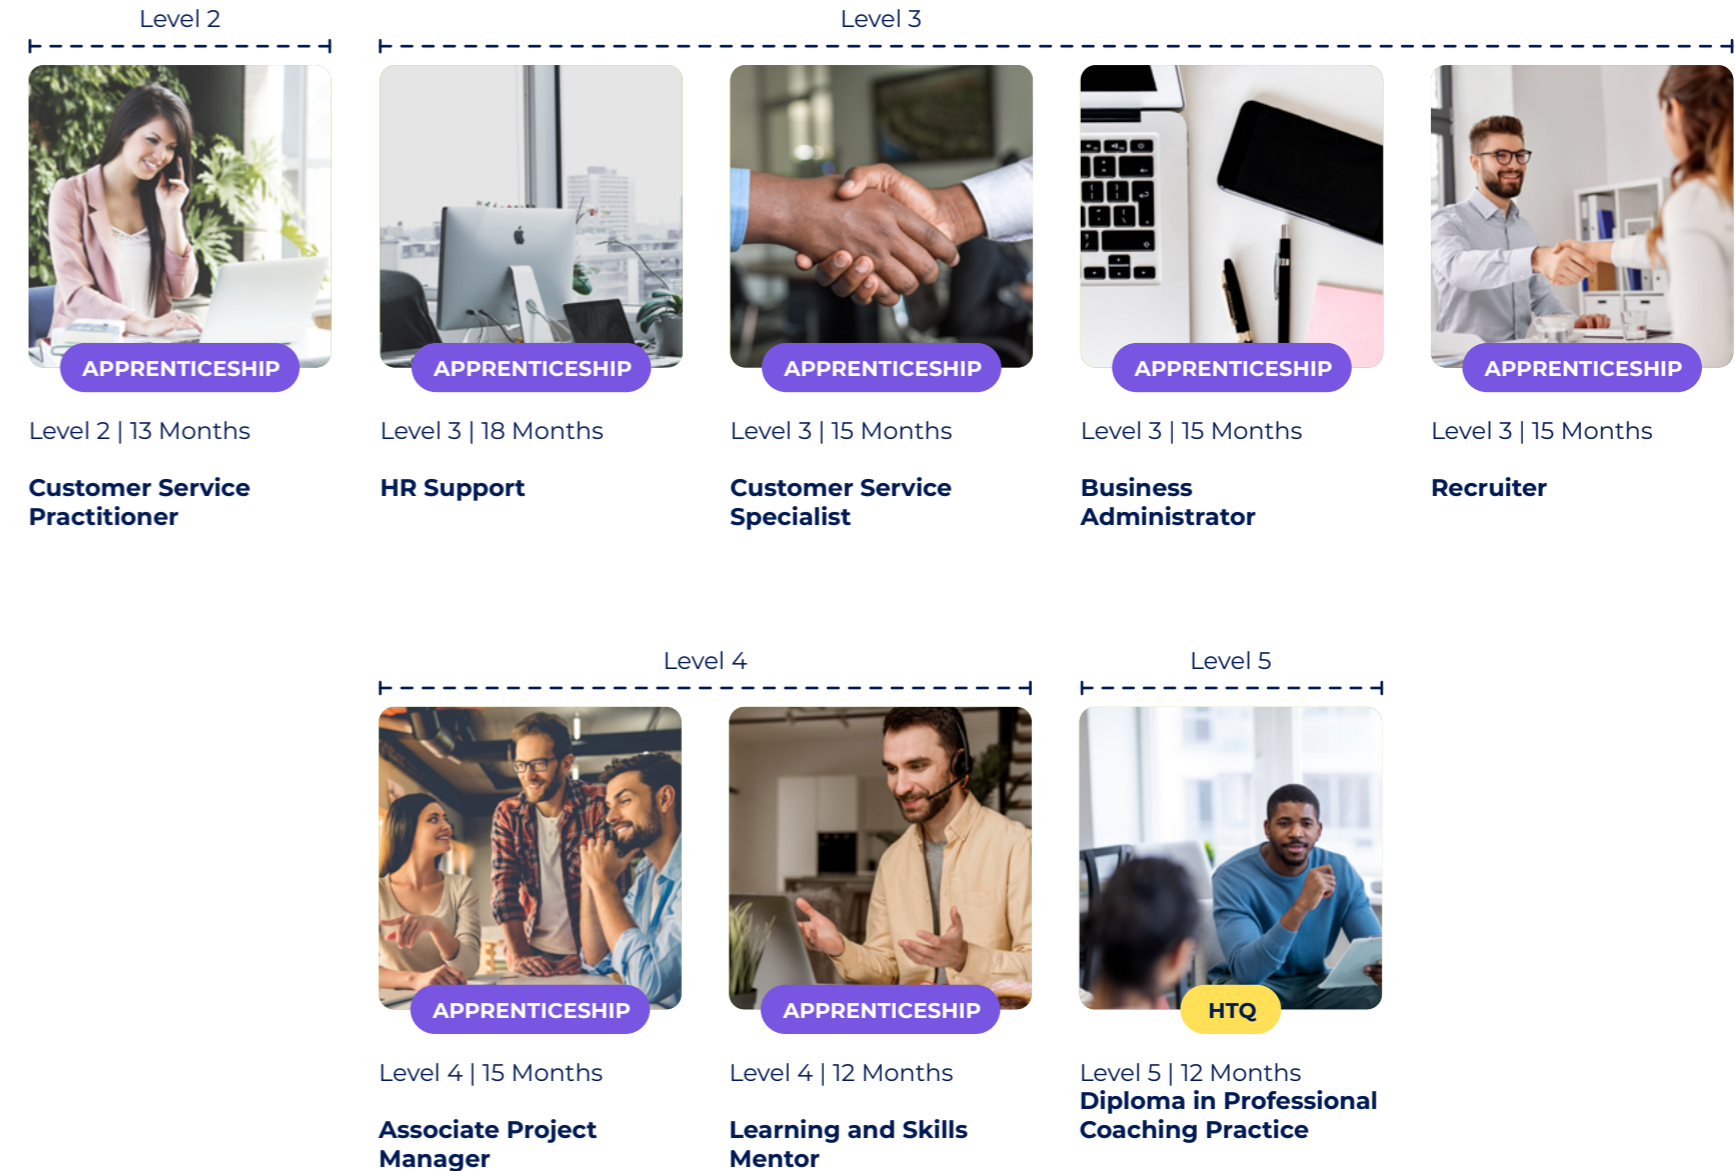 Level 2
Level 3
APPRENTICESHIP
APPRENTICESHIP
APPRENTICESHIP
APPRENTICESHIP
APPRENTICESHIP
Level 2 | 13 Months
Customer Service
Practitioner
Level 3 | 18 Months
HR Support
Level 3 | 15 Months
Customer Service
Specialist
Level 3 | 15 Months
Business
Administrator
Level 3 | 15 Months
Recruiter
Level 4
Level 5
APPRENTICESHIP
APPRENTICESHIP
HTQ
Level 4 | 15 Months
Associate Project
Manager
Level 4 | 12 Months
Learning and Skills
Mentor
Level 5 | 12 Months
Diploma in Professional
Coaching Practice